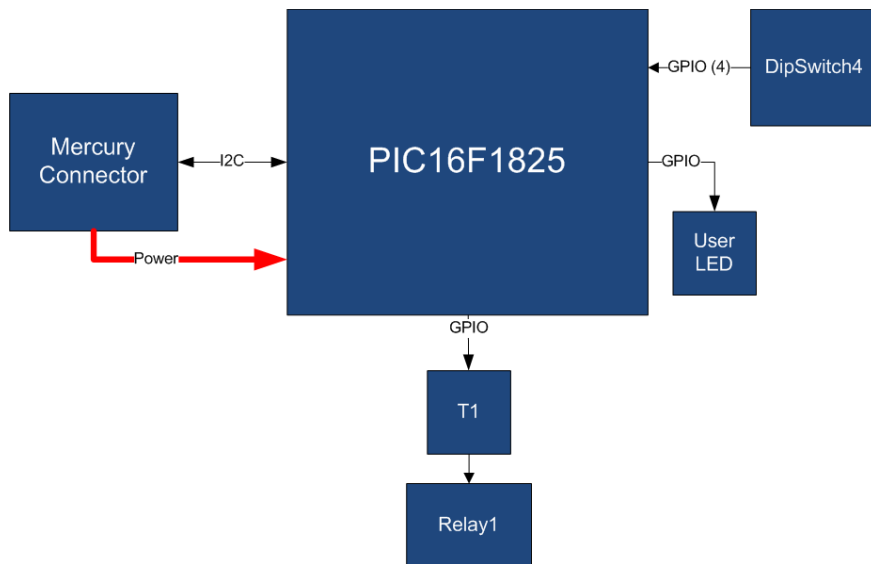 GPIO (4)
DipSwitch4
Mercury
Connector
I2C
PIC16F1825
GPIO
User
LED
Power
GPIO
T1
Relay1